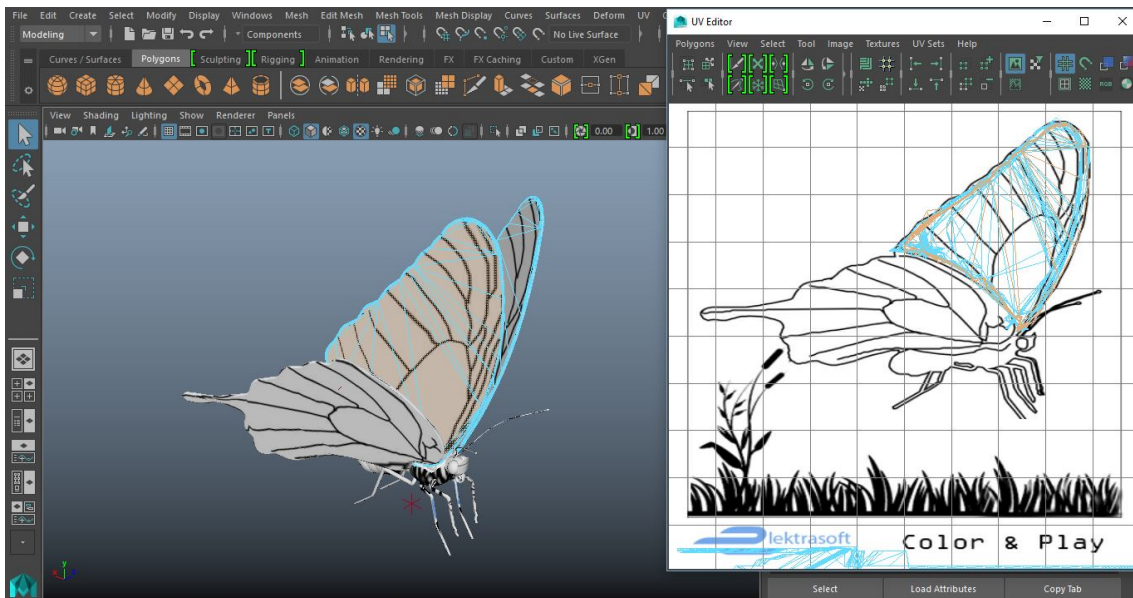 File Edit Create Select Modify Display Windows Mesh Edit Mesh Mesh Tools Mesh Display Curves Surfaces Deform UV
Modeling Components No Live Surface
Curves / Surfaces Polygons Sculpting Rigging Animation Rendering FX FX Caching Custom XGen
View Shading Lighting Show Renderer Panels
0.00 1.00
y
UV Editor
Polygons View Select Tool Image Textures UV Sets Help
RGB
lektrasoft Color & Play
Select Load Attributes Copy Tab